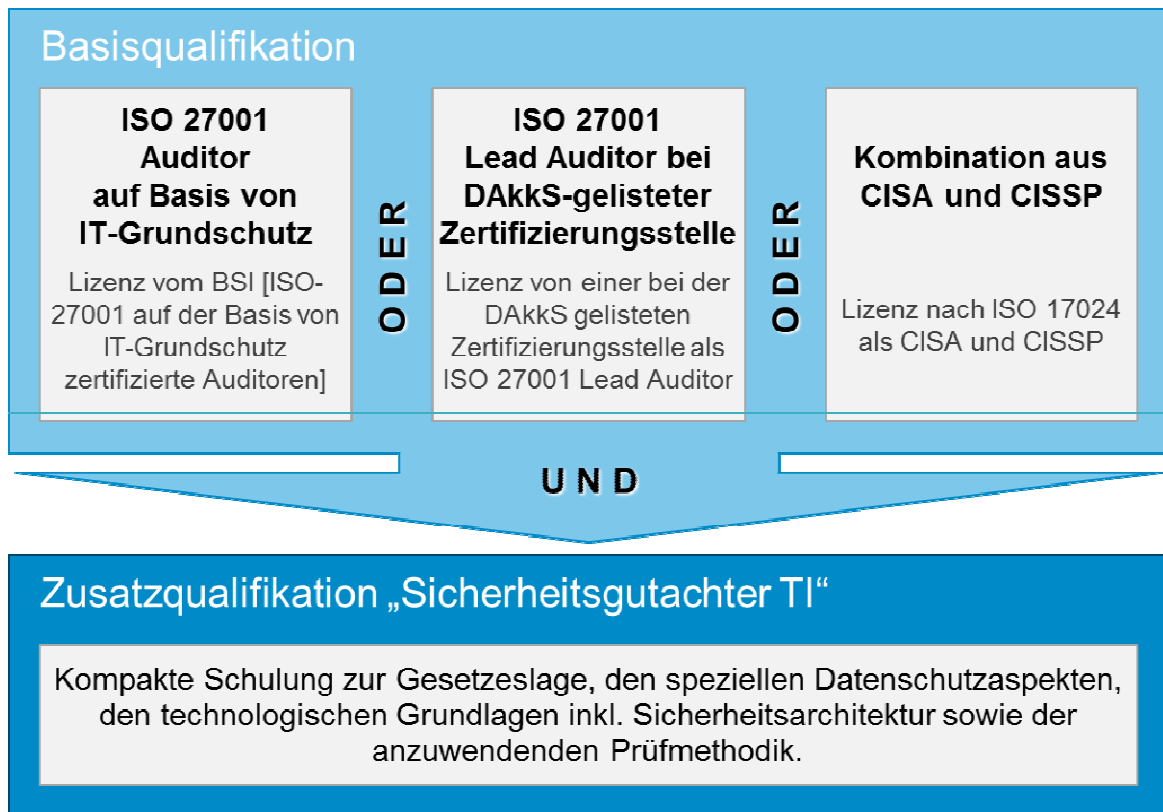 Basisqualifikation
ISO 27001
Auditor
auf Basis von
IT-Grundschutz
Lizenz vom BSI [ISO-
27001 auf der Basis von
IT-Grundschutz
zertifizierte Auditoren]
ODER
ISO 27001
Lead Auditor bei
DAkkS-gelisteter
Zertifizierungsstelle
Lizenz von einer bei der
DAkkS gelisteten
Zertifizierungsstelle als
ISO 27001 Lead Auditor
ODER
Kombination aus
CISA und CISSP
Lizenz nach ISO 17024
als CISA und CISSP
UND
Zusatzqualifikation „Sicherheitsgutachter TI“
Kompakte Schulung zur Gesetzeslage, den speziellen Datenschutzaspekten,
den technologischen Grundlagen inkl. Sicherheitsarchitektur sowie der
anzuwendenden Prüfmethodik.